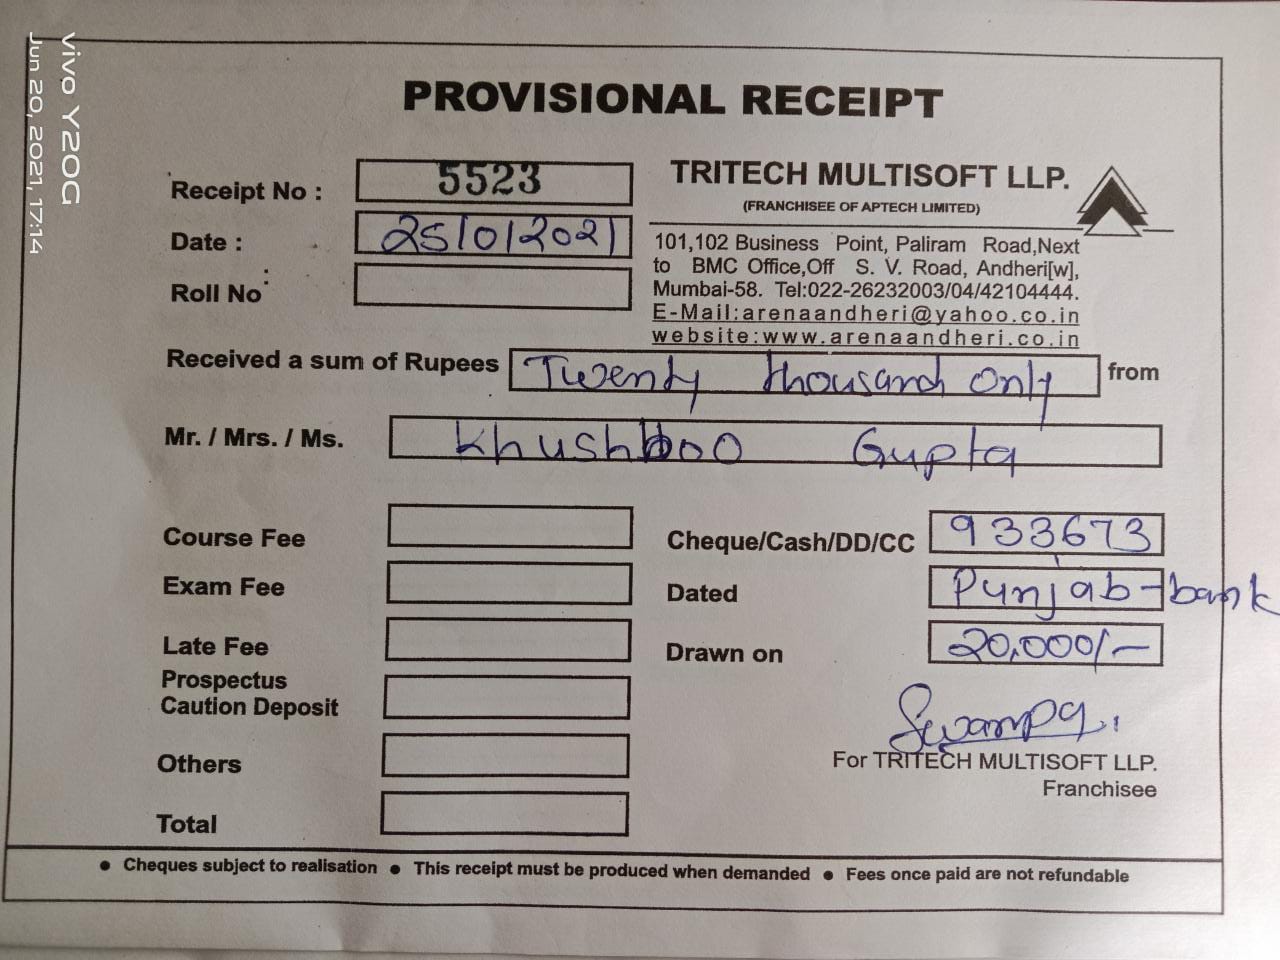 vivo Y20G
Jun 20, 2021, 17:14
PROVISIONAL RECEIPT
Receipt No : 5523
Date : 25/01/2021
Roll No
TRITECH MULTISOFT LLP.
(FRANCHISEE OF APTECH LIMITED)
101,102 Business Point, Paliram Road,Next
to BMC Office,Off S. V. Road, Andheri[w],
Mumbai-58. Tel:022-26232003/04/42104444.
E-Mail:arenaandheri@yahoo.co.in
website:www.arenaandheri.co.in
Received a sum of Rupees Twenty thousand only from
Mr. / Mrs. / Ms. Khushboo Gupta
Course Fee
Exam Fee
Late Fee
Prospectus
Caution Deposit
Others
Total
Cheque/Cash/DD/CC 933673
Dated Punjab-bank
Drawn on 20,000/-
For TRITECH MULTISOFT LLP.
Franchisee
● Cheques subject to realisation ● This receipt must be produced when demanded ● Fees once paid are not refundable